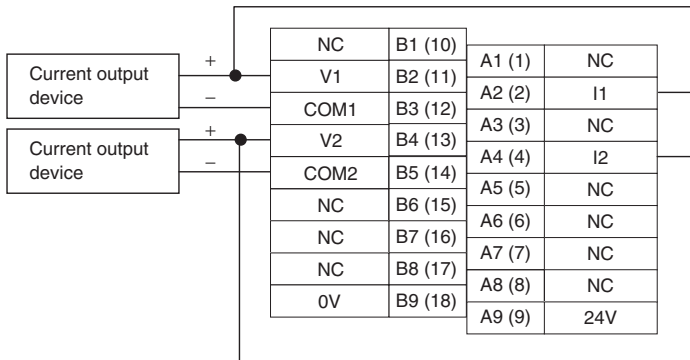 Current output
device
+
−
Current output
device
+
−
NC B1 (10)
V1 B2 (11)
COM1 B3 (12)
V2 B4 (13)
COM2 B5 (14)
NC B6 (15)
NC B7 (16)
NC B8 (17)
0V B9 (18)
A1 (1) NC
A2 (2) I1
A3 (3) NC
A4 (4) I2
A5 (5) NC
A6 (6) NC
A7 (7) NC
A8 (8) NC
A9 (9) 24V